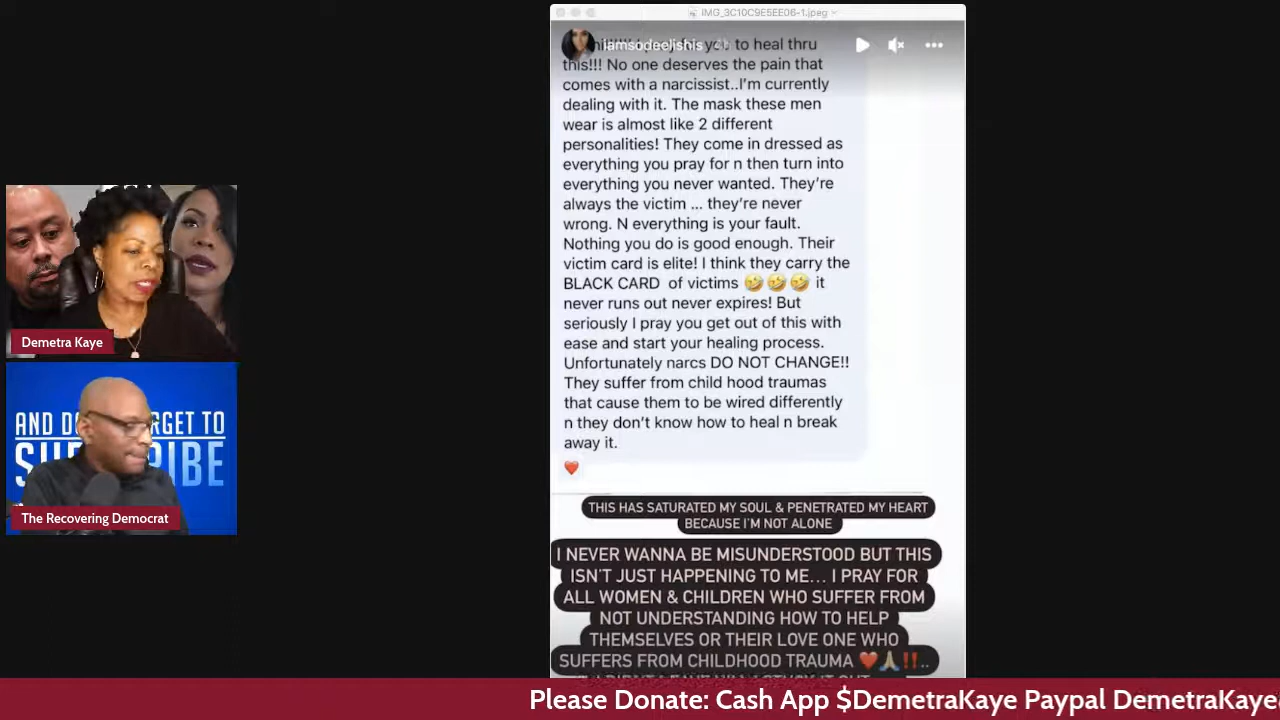 IMG_3C10C9E5EE06-1.jpeg
iamsodeelishis
to heal thru
this!!! No one deserves the pain that
comes with a narcissist..I'm currently
dealing with it. The mask these men
wear is almost like 2 different
personalities! They come in dressed as
everything you pray for n then turn into
everything you never wanted. They're
always the victim ... they're never
wrong. N everything is your fault.
Nothing you do is good enough. Their
victim card is elite! I think they carry the
BLACK CARD of victims 🤣🤣🤣 it
never runs out never expires! But
seriously I pray you get out of this with
ease and start your healing process.
Unfortunately narcs DO NOT CHANGE!!
They suffer from child hood traumas
that cause them to be wired differently
n they don't know how to heal n break
away it.
❤️
THIS HAS SATURATED MY SOUL & PENETRATED MY HEART
BECAUSE I'M NOT ALONE
I NEVER WANNA BE MISUNDERSTOOD BUT THIS
ISN'T JUST HAPPENING TO ME... I PRAY FOR
ALL WOMEN & CHILDREN WHO SUFFER FROM
NOT UNDERSTANDING HOW TO HELP
THEMSELVES OR THEIR LOVE ONE WHO
SUFFERS FROM CHILDHOOD TRAUMA ❤️🙏‼️..
Demetra Kaye
AND DO RGET TO
SU RIBE
The Recovering Democrat
Please Donate: Cash App $DemetraKaye Paypal DemetraKaye